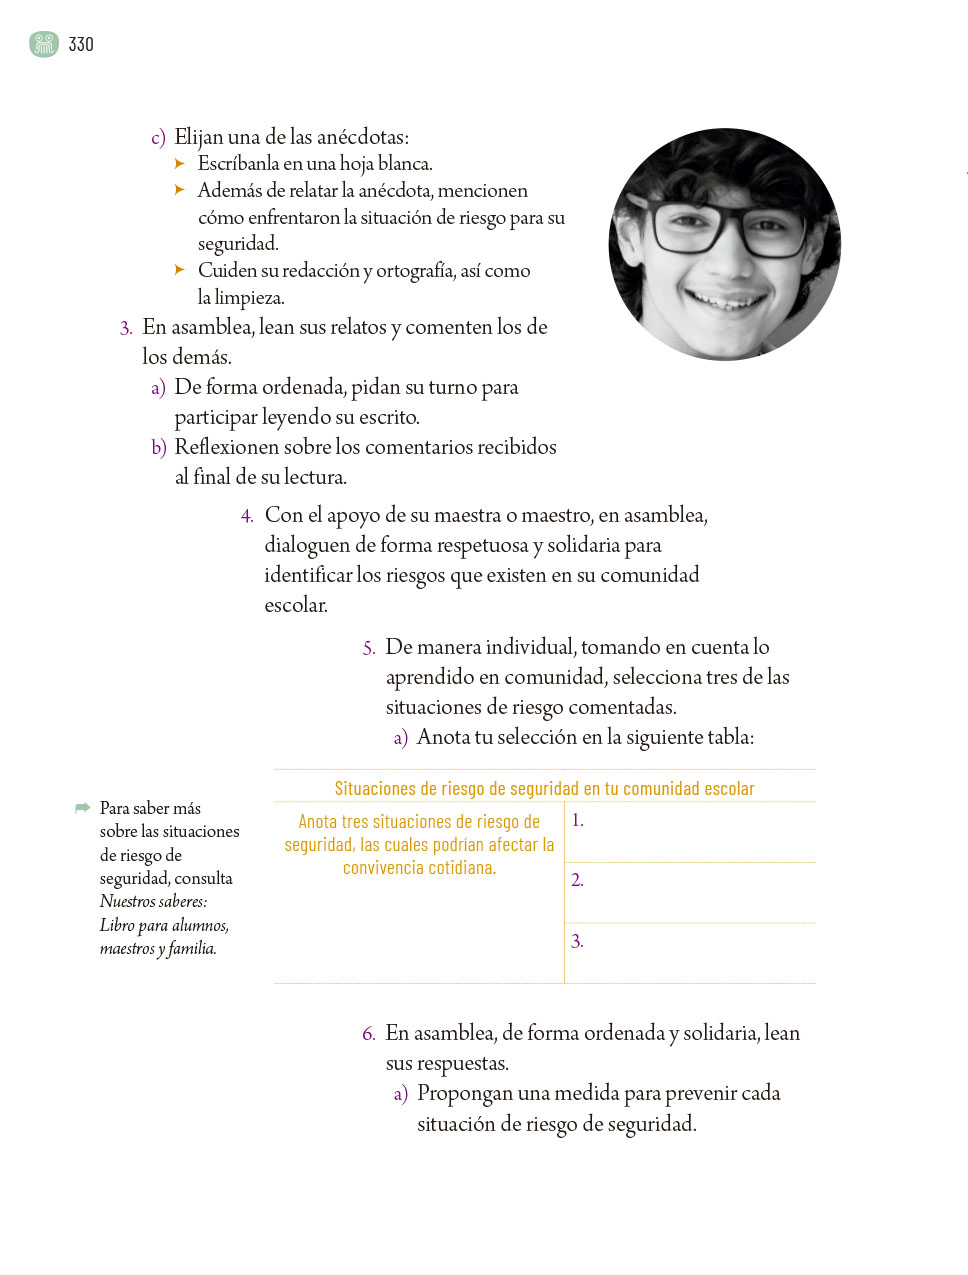 330
c) Elijan una de las anécdotas:
➤ Escríbanla en una hoja blanca.
➤ Además de relatar la anécdota, mencionen
cómo enfrentaron la situación de riesgo para su
seguridad.
➤ Cuiden su redacción y ortografía, así como
la limpieza.
3. En asamblea, lean sus relatos y comenten los de
los demás.
a) De forma ordenada, pidan su turno para
participar leyendo su escrito.
b) Reflexionen sobre los comentarios recibidos
al final de su lectura.
4. Con el apoyo de su maestra o maestro, en asamblea,
dialoguen de forma respetuosa y solidaria para
identificar los riesgos que existen en su comunidad
escolar.
5. De manera individual, tomando en cuenta lo
aprendido en comunidad, selecciona tres de las
situaciones de riesgo comentadas.
a) Anota tu selección en la siguiente tabla:
Situaciones de riesgo de seguridad en tu comunidad escolar
Anota tres situaciones de riesgo de
seguridad, las cuales podrían afectar la
convivencia cotidiana.
1.
2.
3.
Para saber más
sobre las situaciones
de riesgo de
seguridad, consulta
Nuestros saberes:
Libro para alumnos,
maestros y familia.
6. En asamblea, de forma ordenada y solidaria, lean
sus respuestas.
a) Propongan una medida para prevenir cada
situación de riesgo de seguridad.